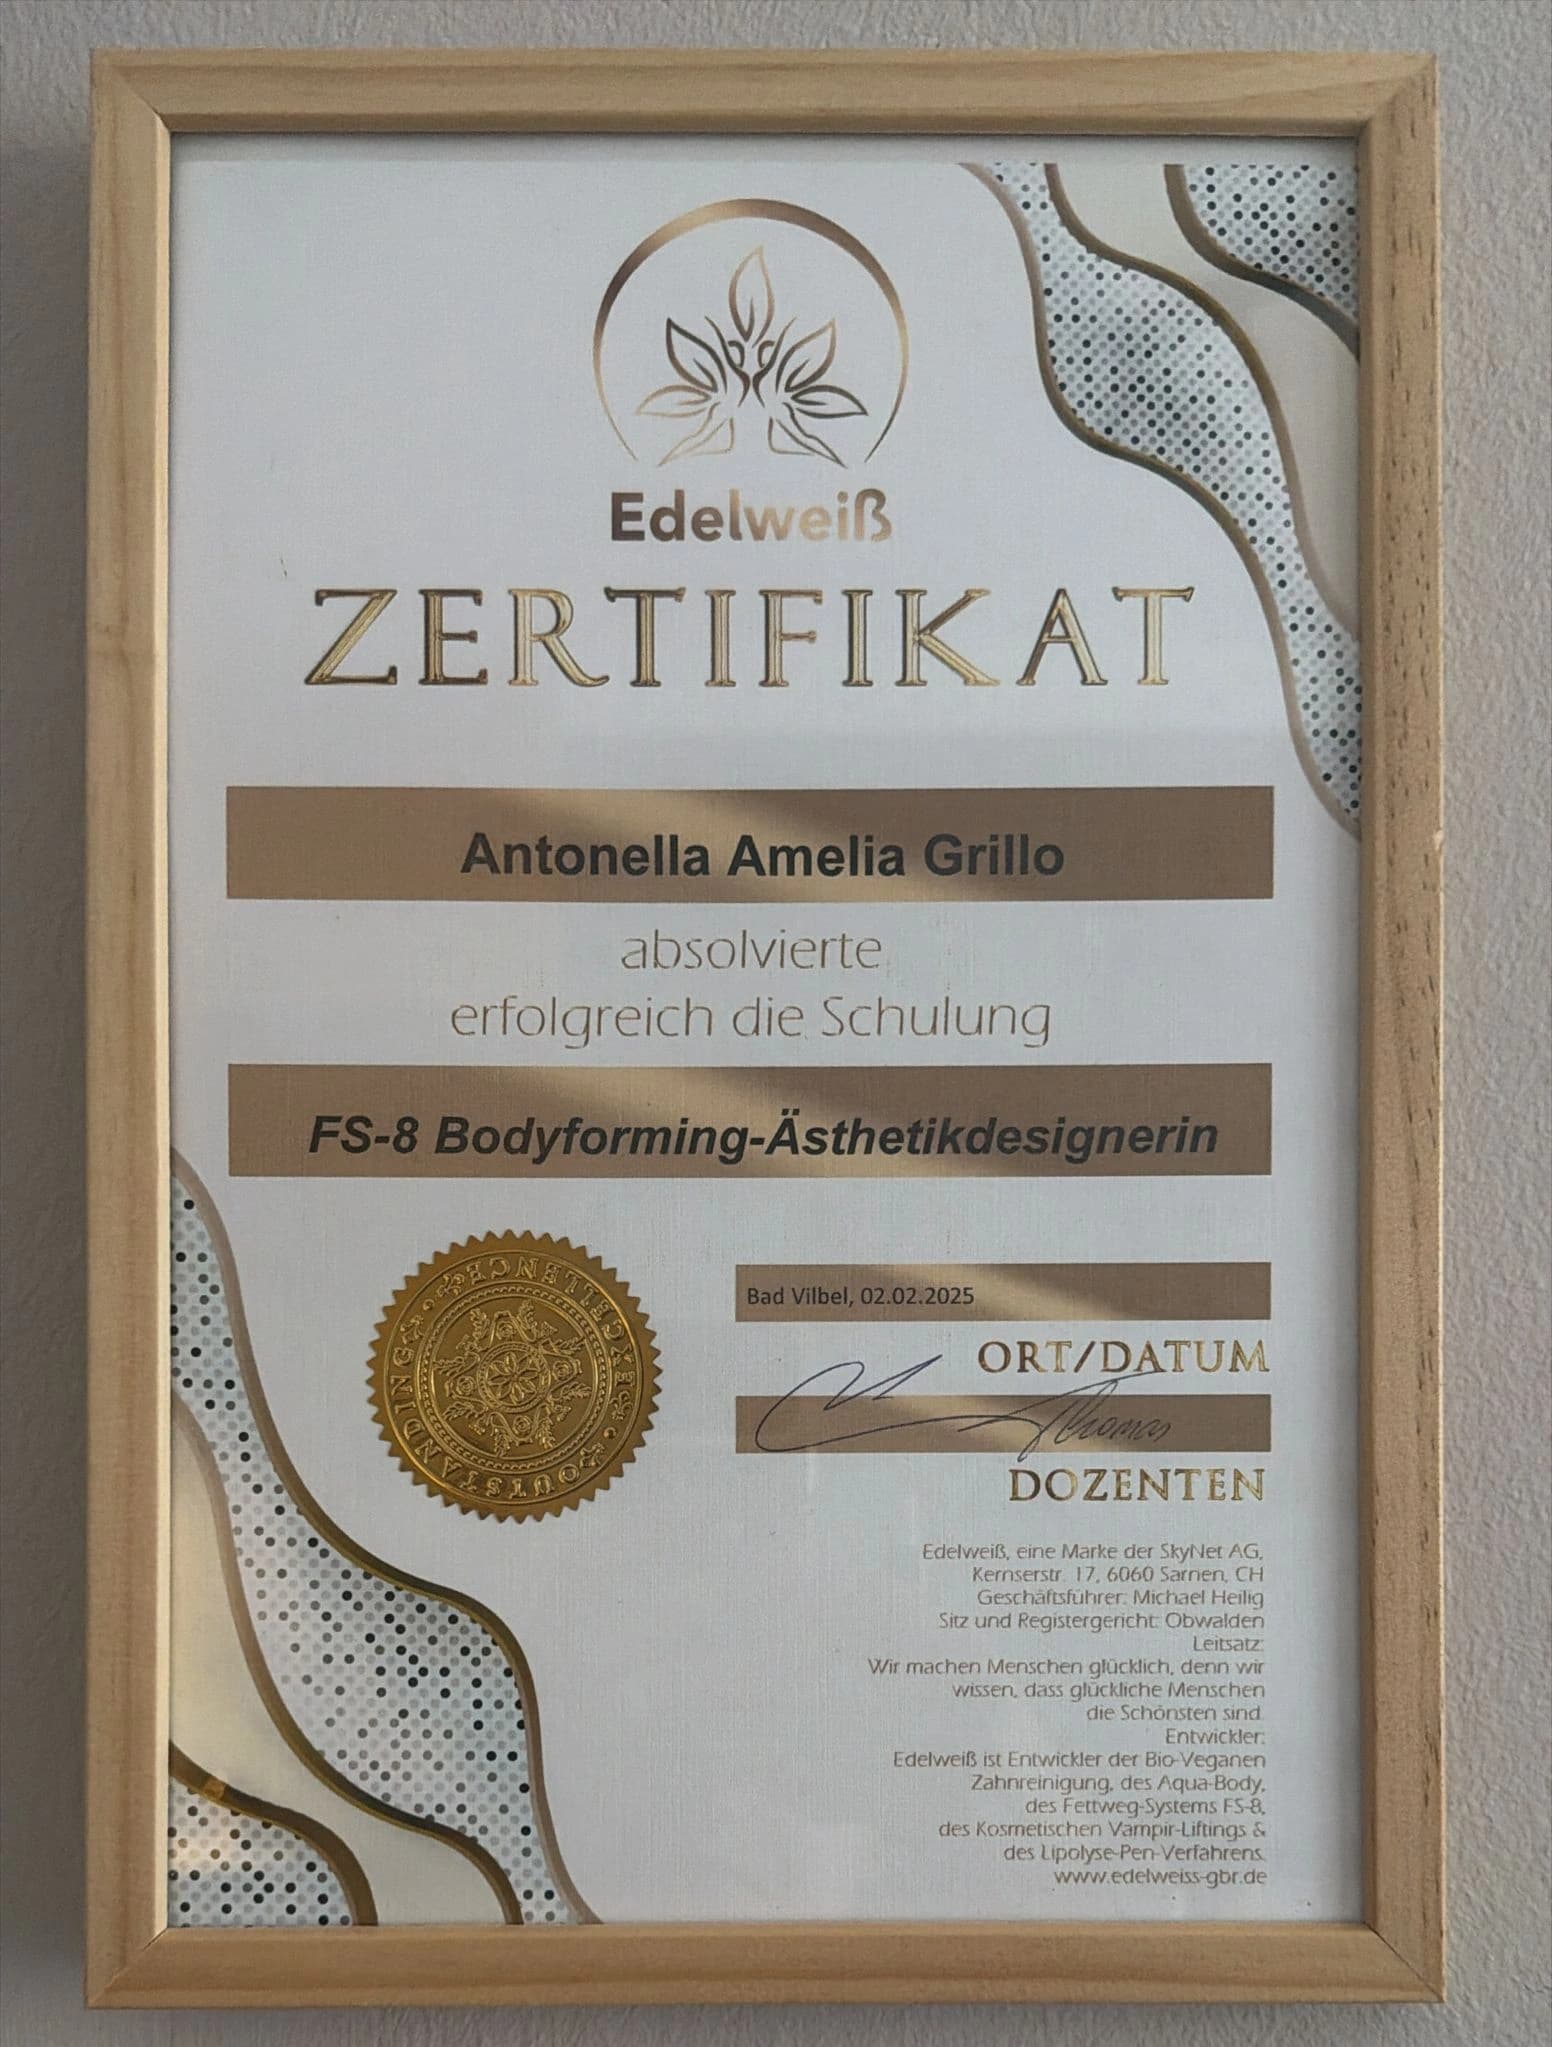 Edelweiß
ZERTIFIKAT
Antonella Amelia Grillo
absolvierte
erfolgreich die Schulung
FS-8 Bodyforming-Ästhetikdesignerin
OUTSTANDING EXCELLENCE
Bad Vilbel, 02.02.2025
ORT/DATUM
Thomas
DOZENTEN
Edelweiß, eine Marke der SkyNet AG,
Kernserstr. 17, 6060 Sarnen, CH
Geschäftsführer: Michael Heilig
Sitz und Registergericht: Obwalden
Leitsatz:
Wir machen Menschen glücklich, denn wir
wissen, dass glückliche Menschen
die Schönsten sind.
Entwickler:
Edelweiß ist Entwickler der Bio-Veganen
Zahnreinigung, des Aqua-Body,
des Fettweg-Systems FS-8,
des Kosmetischen Vampir-Liftings &
des Lipolyse-Pen-Verfahrens.
www.edelweiss-gbr.de